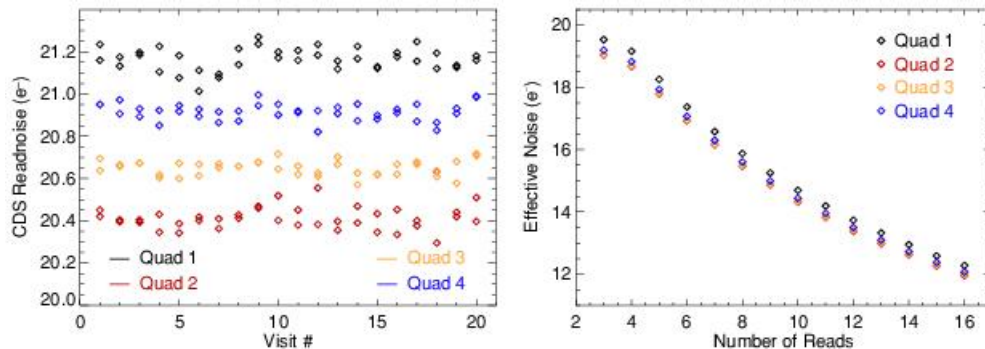 CDS Readnoise (e⁻)
21.2
21.0
20.8
20.6
20.4
20.2
20.0
Quad 1
Quad 2
Quad 3
Quad 4
0 5 10 15 20
Visit #
Effective Noise (e⁻)
20
18
16
14
12
Quad 1
Quad 2
Quad 3
Quad 4
2 4 6 8 10 12 14 16
Number of Reads